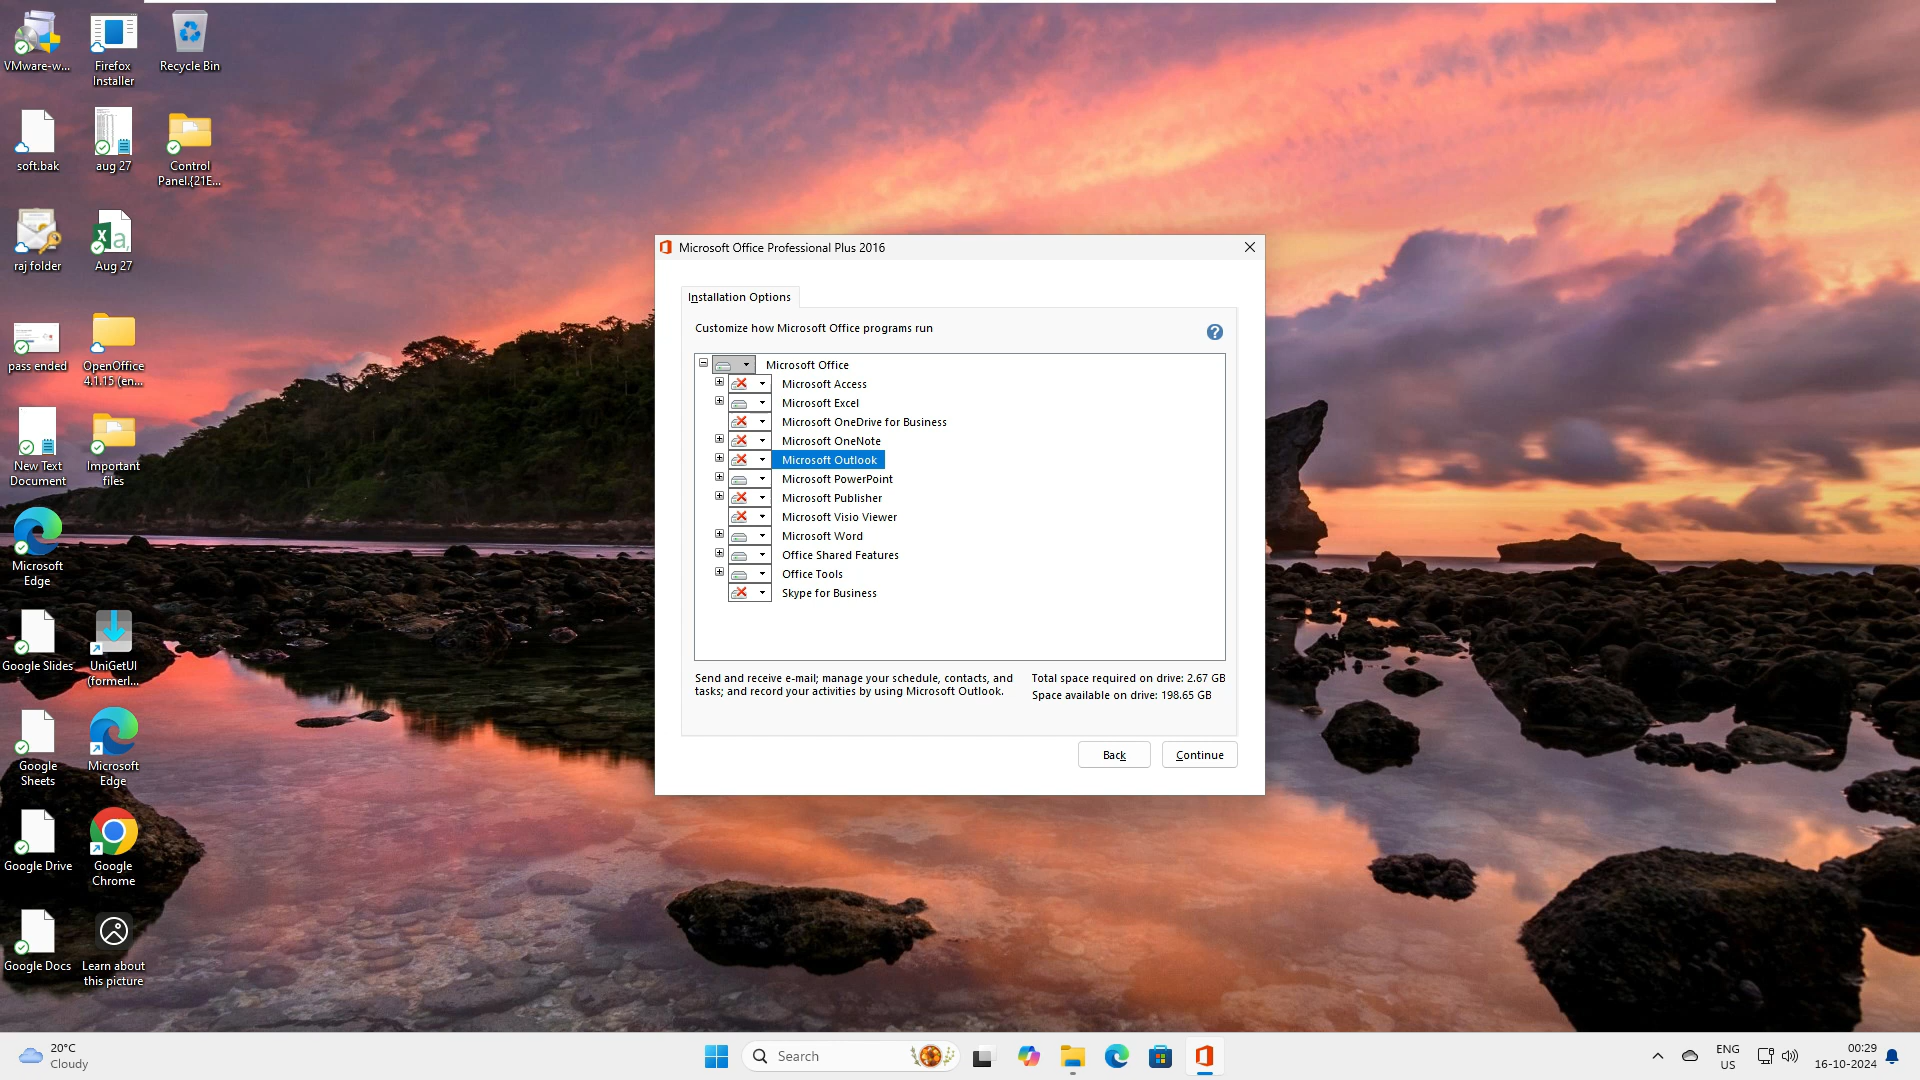 VMware-w...
Firefox
Installer
Recycle Bin
soft.bak
aug 27
Control
Panel.{21E...
raj folder
Aug 27
pass ended
OpenOffice
4.1.15 (en...
New Text
Document
Important
files
Microsoft
Edge
Google Slides
UniGetUI
(formerl...
Google
Sheets
Microsoft
Edge
Google Drive
Google
Chrome
Google Docs
Learn about
this picture
Microsoft Office Professional Plus 2016
Installation Options
Customize how Microsoft Office programs run
Microsoft Office
Microsoft Access
Microsoft Excel
Microsoft OneDrive for Business
Microsoft OneNote
Microsoft Outlook
Microsoft PowerPoint
Microsoft Publisher
Microsoft Visio Viewer
Microsoft Word
Office Shared Features
Office Tools
Skype for Business
Send and receive e-mail; manage your schedule, contacts, and
tasks; and record your activities by using Microsoft Outlook.
Total space required on drive: 2.67 GB
Space available on drive: 198.65 GB
Back
Continue
20°C
Cloudy
Search
ENG
US
00:29
16-10-2024